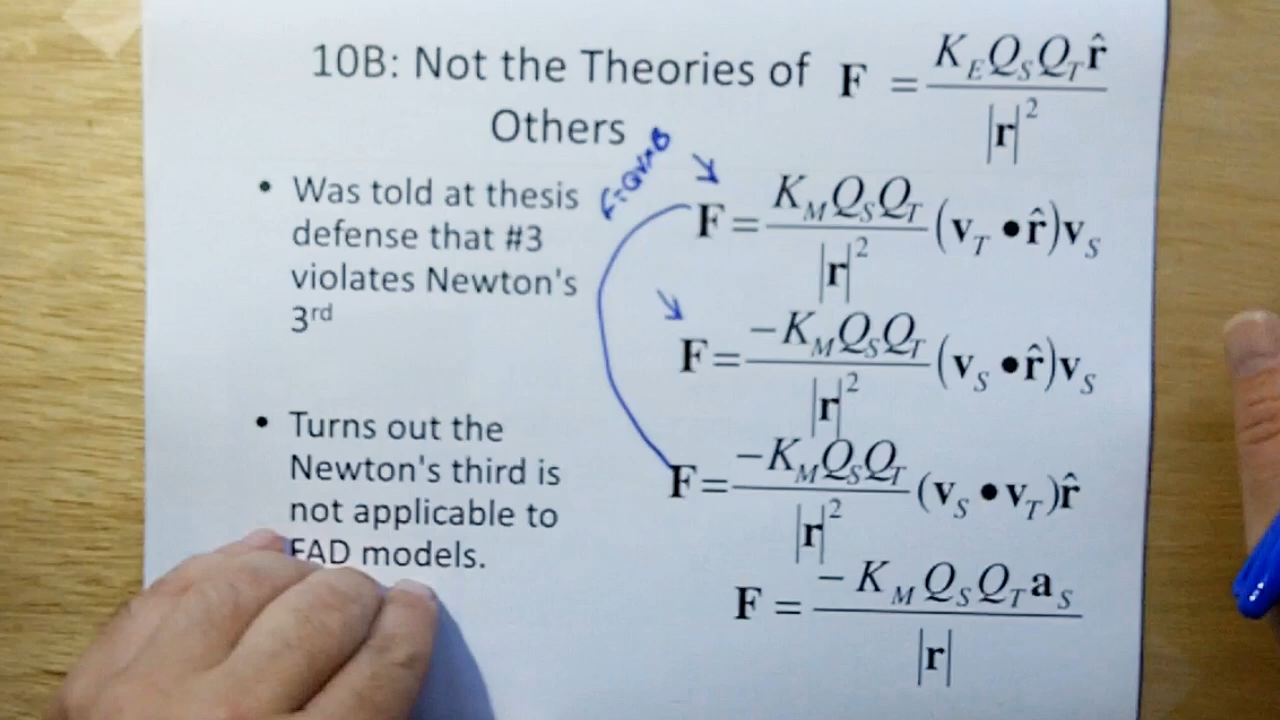 10B: Not the Theories of
Others
F = K_E Q_S Q_T r̂ / |r|²
F=QV×B
• Was told at thesis
defense that #3
violates Newton's
3rd
F = K_M Q_S Q_T / |r|² (v_T • r̂)v_S
F = −K_M Q_S Q_T / |r|² (v_S • r̂)v_S
• Turns out the
Newton's third is
not applicable to
FAD models.
F = −K_M Q_S Q_T / |r|² (v_S • v_T)r̂
F = −K_M Q_S Q_T a_S / |r|